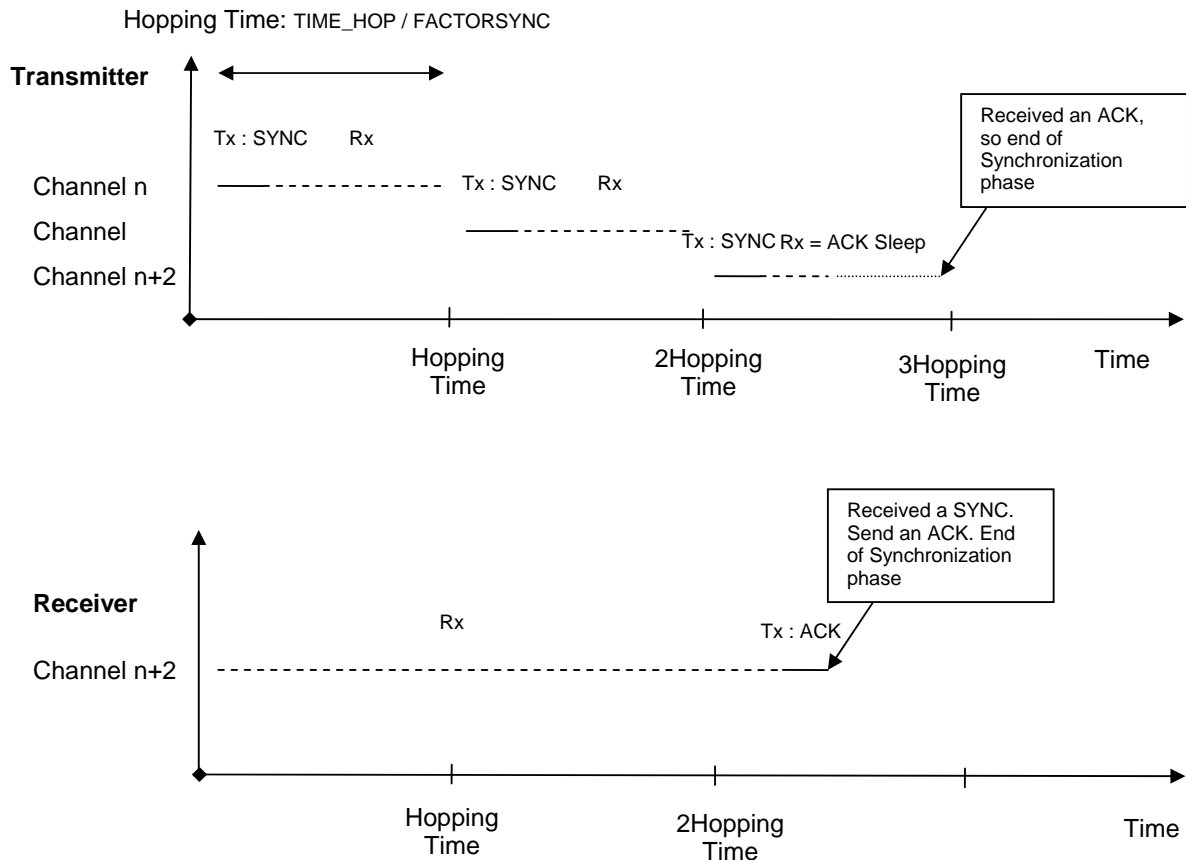 Hopping Time: TIME_HOP / FACTORSYNC
Transmitter
Received an ACK,
so end of
Synchronization
phase
Tx : SYNC Rx
Channel n
Tx : SYNC Rx
Channel
Tx : SYNC Rx = ACK Sleep
Channel n+2
Hopping
Time
2Hopping
Time
3Hopping
Time
Time
Received a SYNC.
Send an ACK. End
of Synchronization
phase
Receiver
Rx
Tx : ACK
Channel n+2
Hopping
Time
2Hopping
Time
Time